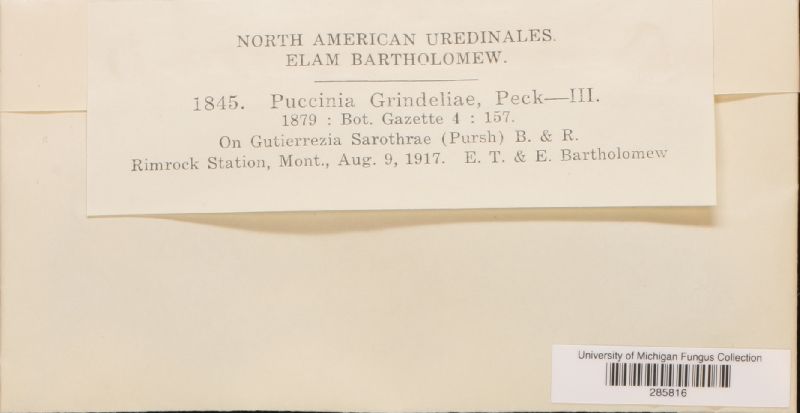 NORTH AMERICAN UREDINALES.
ELAM BARTHOLOMEW.
1845. Puccinia Grindeliae, Peck—III.
1879 : Bot. Gazette 4 : 157.
On Gutierrezia Sarothrae (Pursh) B. & R.
Rimrock Station, Mont., Aug. 9, 1917. E. T. & E. Bartholomew
University of Michigan Fungus Collection
285816